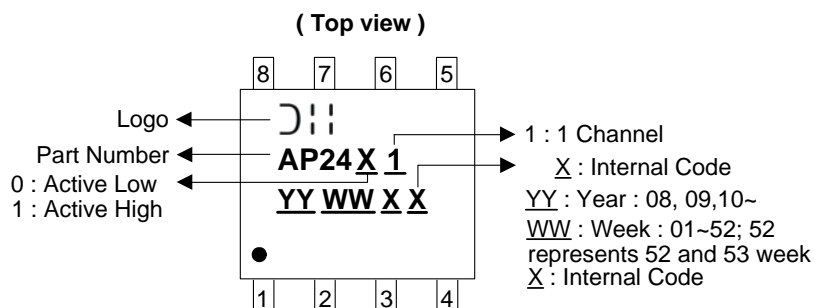 ( Top view )
8 7 6 5
Logo
Part Number
0 : Active Low
1 : Active High
AP24 X 1
YY WW X X
1 : 1 Channel
X : Internal Code
YY : Year : 08, 09,10~
WW : Week : 01~52; 52
represents 52 and 53 week
X : Internal Code
1 2 3 4